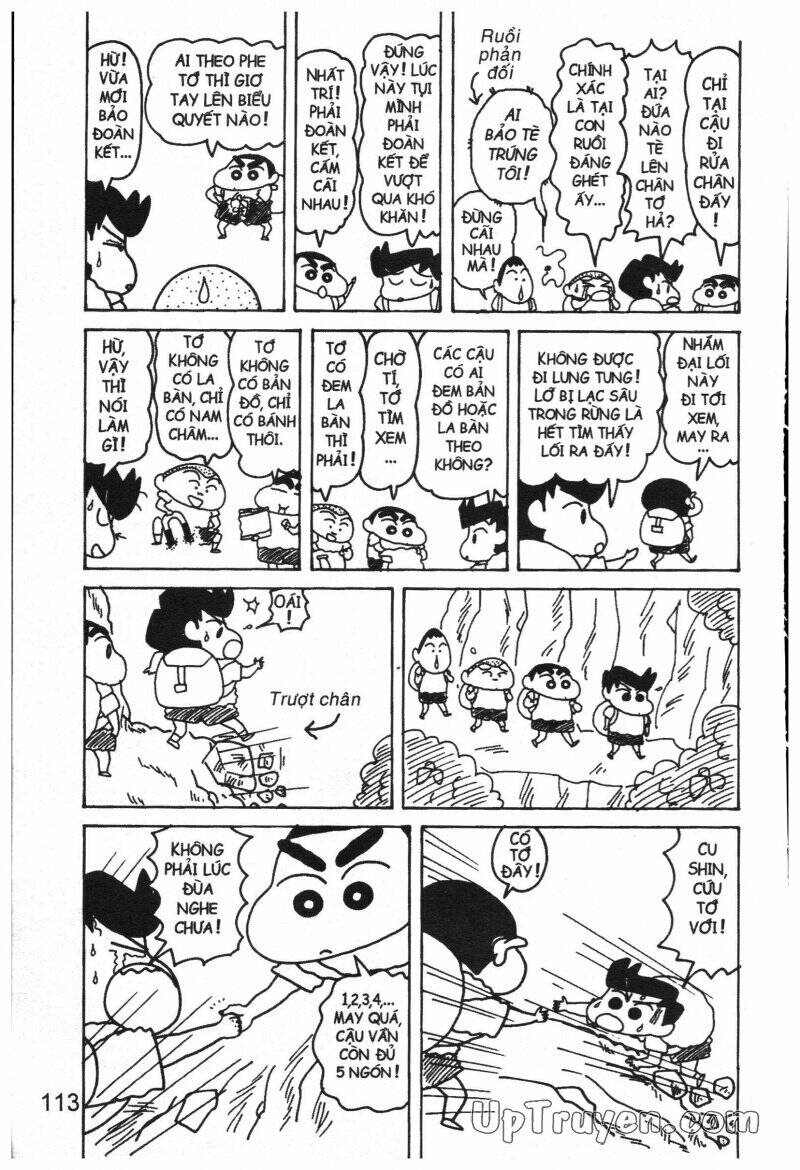 CHỈ
TẠI
CẬU ĐI
RỬA
CHÂN
ĐẤY!
TẠI
AI?
ĐỨA
NÀO
TÈ
LÊN
CHÂN
TỚ
HẢ?
CHÍNH
XÁC
LÀ TẠI
CON
RUỒI
ĐÁNG
GHÉT
ẤY...
Ruồi
phản
đối
AI
BẢO TÈ
TRÚNG
TÔI!
ĐỪNG
CÃI
NHAU
MÀ!
ĐÚNG
VẬY! LÚC
NÀY TỤI
MÌNH
PHẢI
ĐOÀN
KẾT ĐỂ
VƯỢT
QUA KHÓ
KHĂN!
NHẤT
TRÍ!
PHẢI
ĐOÀN
KẾT,
CẤM
CÃI
NHAU!
AI THEO PHE
TỚ THÌ GIƠ
TAY LÊN BIỂU
QUYẾT NÀO!
HỪ!
VỪA
MỚI
BẢO
ĐOÀN
KẾT...
NHẮM
ĐẠI LỐI
NÀY
ĐI TỚI
XEM,
MAY RA
...
KHÔNG ĐƯỢC
ĐI LUNG TUNG!
LỠ BỊ LẠC SÂU
TRONG RỪNG LÀ
HẾT TÌM THẤY
LỐI RA ĐẤY!
CÁC CẬU
CÓ AI
ĐEM BẢN
ĐỒ HOẶC
LA BÀN
THEO
KHÔNG?
CHỜ
TÍ,
TỚ
TÌM
XEM
...
TỚ
CÓ
ĐEM
LA
BÀN
THÌ
PHẢI!
TỚ
KHÔNG
CÓ BẢN
ĐỒ, CHỈ
CÓ BÁNH
THÔI.
TỚ
KHÔNG
CÓ LA
BÀN, CHỈ
CÓ NAM
CHÂM...
HỪ,
VẬY
THÌ
NÓI
LÀM
GÌ!
OÁI
!
Trượt chân
CU
SHIN,
CỨU
TỚ
VỚI!
CÓ
TỚ
ĐÂY!
KHÔNG
PHẢI LÚC
ĐÙA
NGHE
CHƯA!
1,2,3,4,...
MAY QUÁ,
CẬU VẪN
CÒN ĐỦ
5 NGÓN!
113
UpTruyen.com